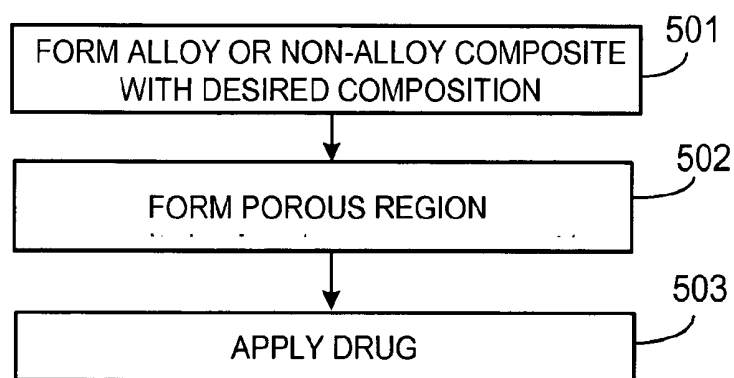 501
FORM ALLOY OR NON-ALLOY COMPOSITE
WITH DESIRED COMPOSITION
502
FORM POROUS REGION
503
APPLY DRUG